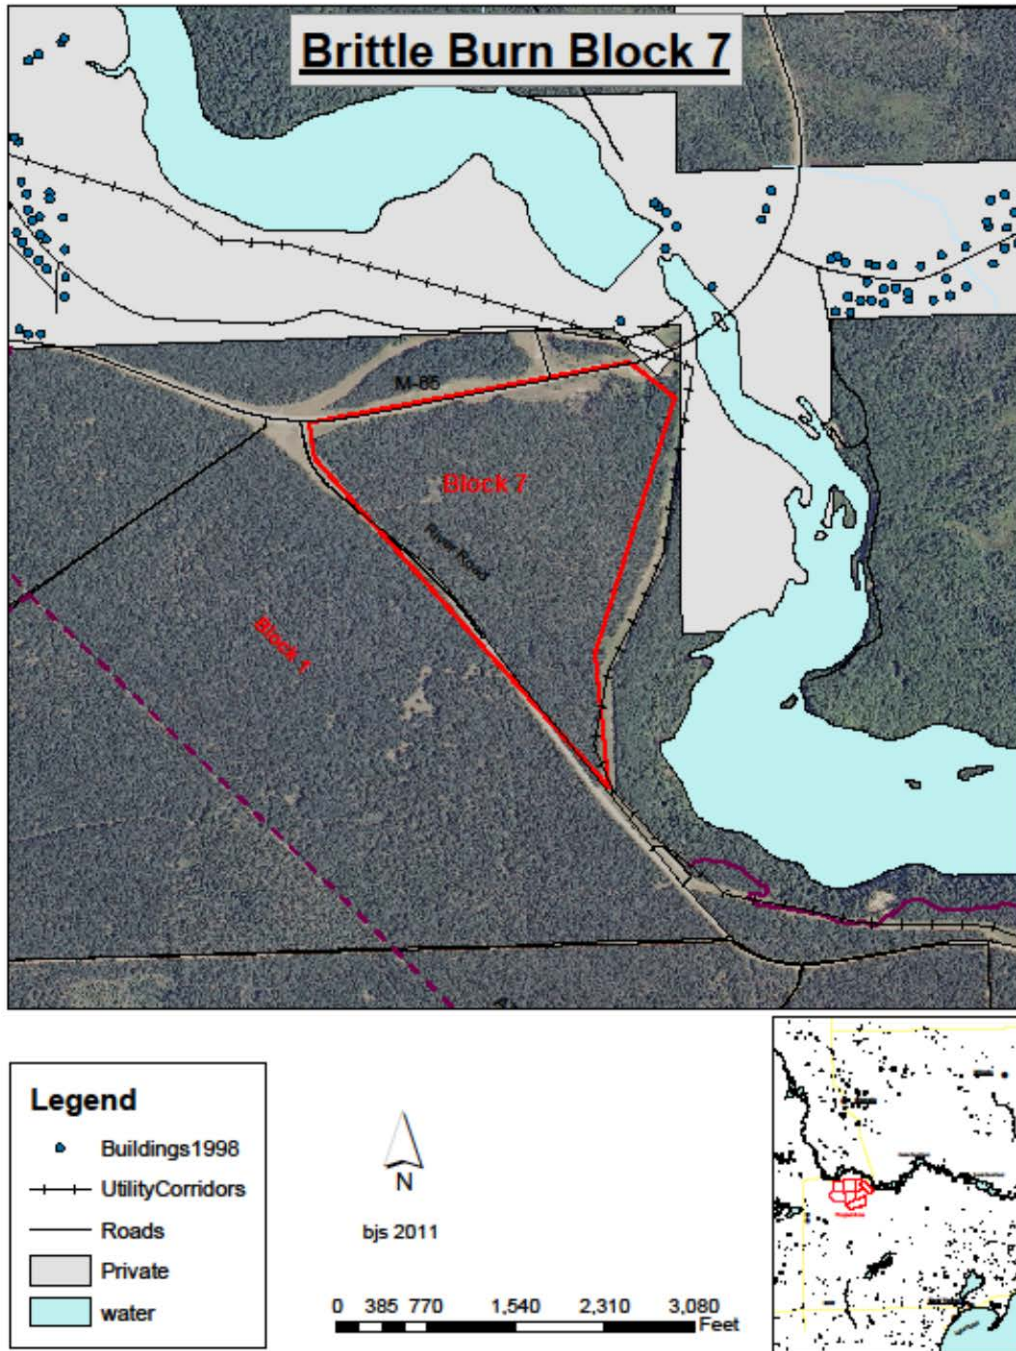 Brittle Burn Block 7
M-65
Block 7
River Road
Block 1
Legend
Buildings1998
UtilityCorridors
Roads
Private
water
N
bjs 2011
0 385 770 1,540 2,310 3,080
Feet